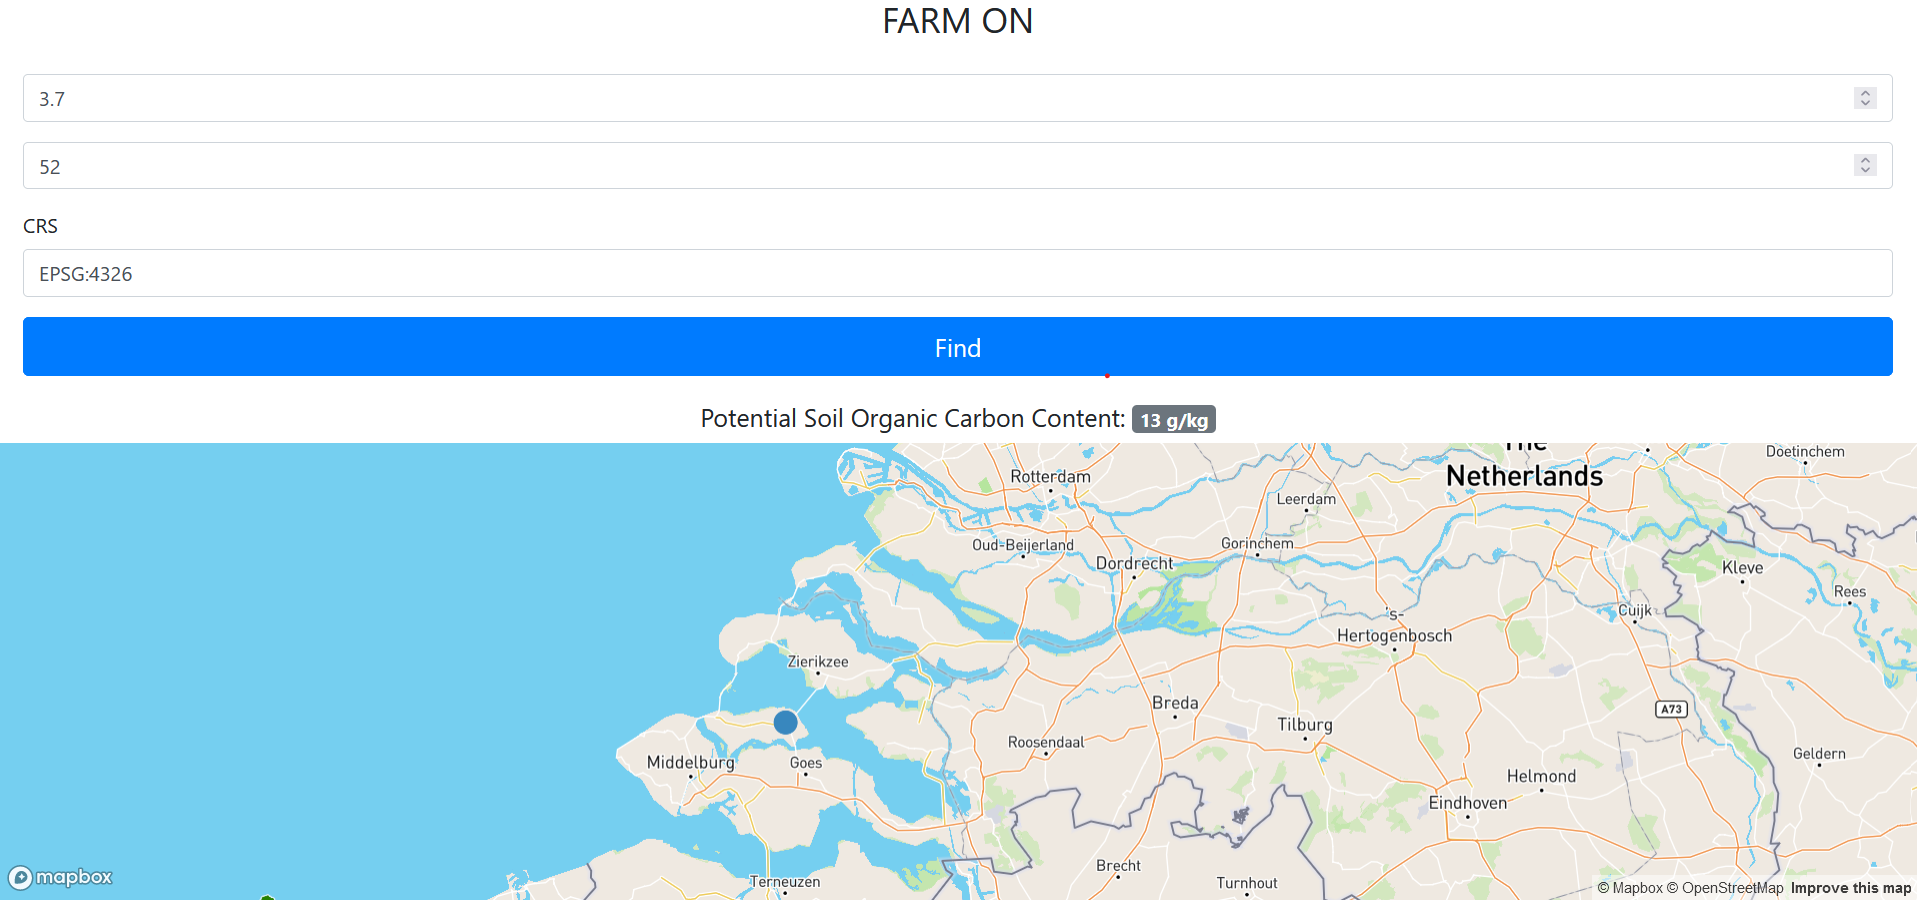 FARM ON
3.7
52
CRS
EPSG:4326
Find
Potential Soil Organic Carbon Content: 13 g/kg
The
Netherlands
Doetinchem
Rotterdam
Leerdam
Oud-Beijerland
Gorinchem
Dordrecht
Kleve
Rees
's-
Hertogenbosch
Cuijk
Zierikzee
Breda
A73
Tilburg
Roosendaal
Geldern
Middelburg
Goes
Helmond
Eindhoven
Brecht
Terneuzen
Turnhout
mapbox
© Mapbox © OpenStreetMap Improve this map